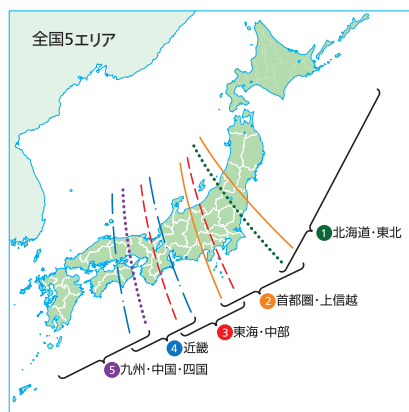 全国5エリア
1北海道・東北
2首都圏・上信越
3東海・中部
4近畿
5九州・中国・四国